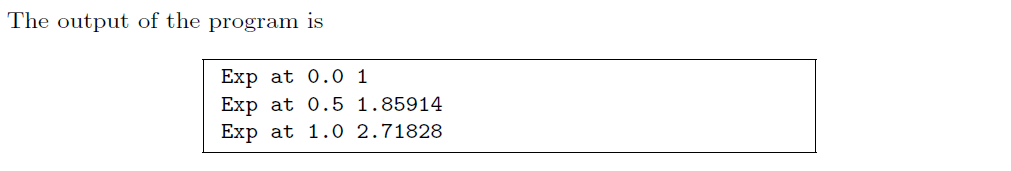 The output of the program is
Exp at 0.0 1
Exp at 0.5 1.85914
Exp at 1.0 2.71828